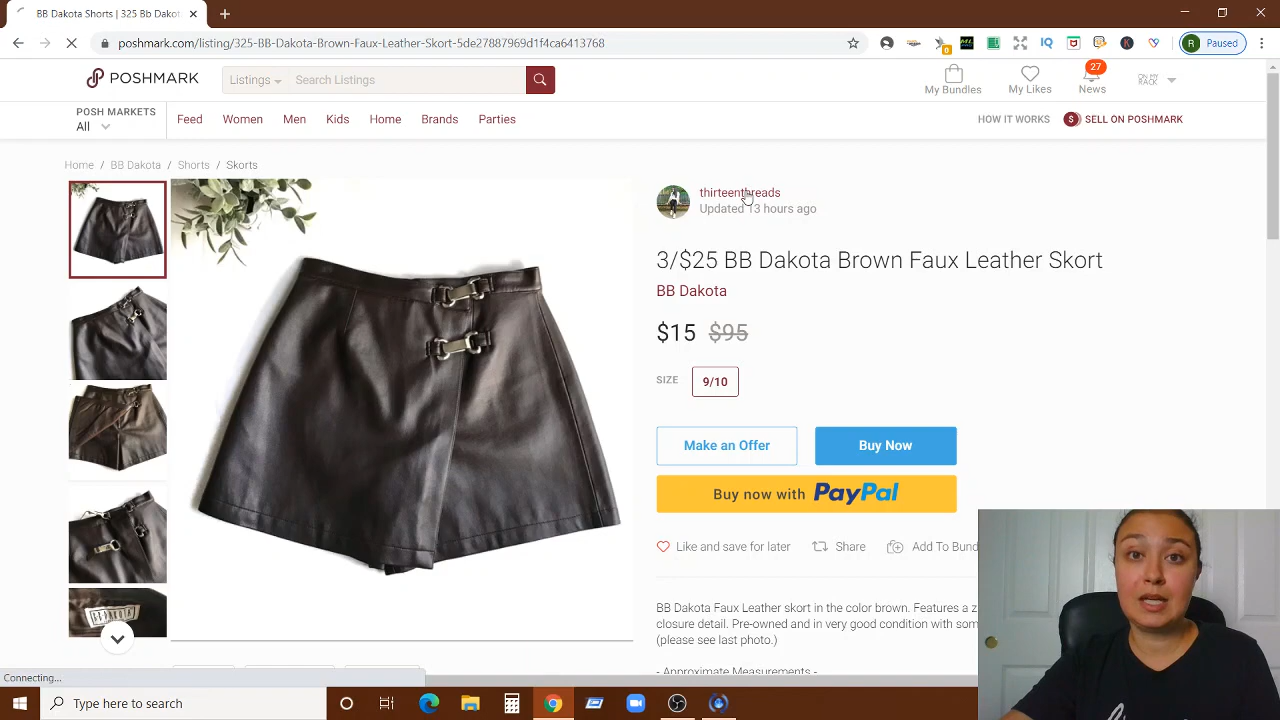 BB Dakota Shorts | 325 Bb Dakot
poshmark.com/listing/325-BB-Dakota-Brown-Faux-Leather-Skort-5de278f7969d1f4ca6413768
Paused
POSHMARK
Listings
Search Listings
My Bundles
My Likes
27
News
ON MY RACK
POSH MARKETS
All
Feed
Women
Men
Kids
Home
Brands
Parties
HOW IT WORKS
$ SELL ON POSHMARK
Home / BB Dakota / Shorts / Skorts
thirteenthreads
Updated 13 hours ago
3/$25 BB Dakota Brown Faux Leather Skort
BB Dakota
$15 $95
SIZE 9/10
Make an Offer
Buy Now
Buy now with PayPal
Like and save for later
Share
Add To Bund
BB Dakota Faux Leather skort in the color brown. Features a z
closure detail. Pre-owned and in very good condition with som
(please see last photo.)
- Approximate Measurements -
BB DAKOTA
Connecting...
Type here to search